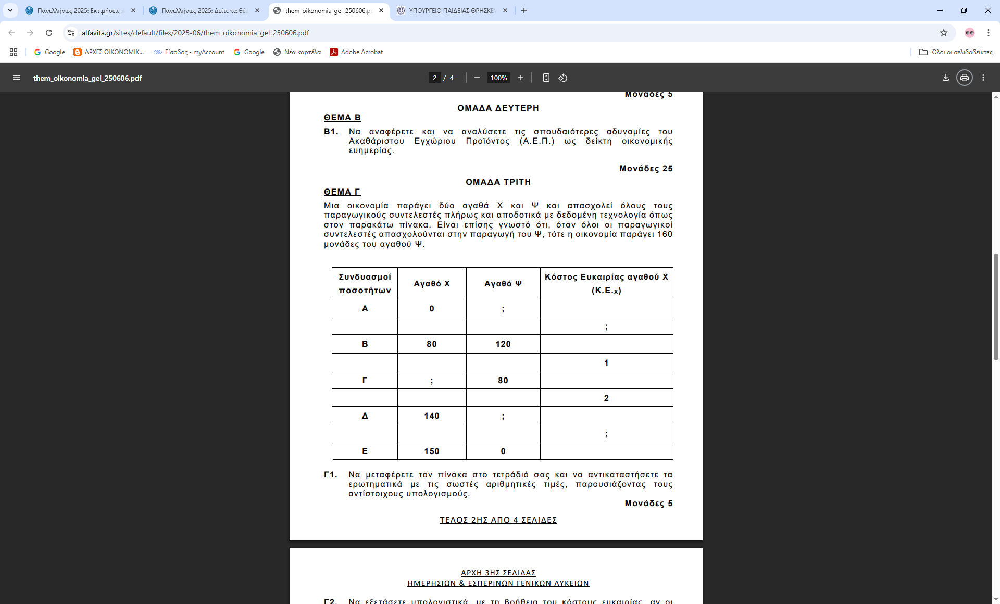 Πανελλήνιες 2025: Εκτιμήσεις κ
Πανελλήνιες 2025: Δείτε τα θέμ
them_oikonomia_gel_250606.pd
ΥΠΟΥΡΓΕΙΟ ΠΑΙΔΕΙΑΣ ΘΡΗΣΚΕΥ
alfavita.gr/sites/default/files/2025-06/them_oikonomia_gel_250606.pdf
Google
ΑΡΧΕΣ ΟΙΚΟΝΟΜΙΚ...
Είσοδος - myAccount
Google
Νέα καρτέλα
Adobe Acrobat
Όλοι οι σελιδοδείκτες
them_oikonomia_gel_250606.pdf
2 / 4
100%
Μονάδες 5
ΟΜΑΔΑ ΔΕΥΤΕΡΗ
ΘΕΜΑ Β
Β1. Να αναφέρετε και να αναλύσετε τις σπουδαιότερες αδυναμίες του
Ακαθάριστου Εγχώριου Προϊόντος (Α.Ε.Π.) ως δείκτη οικονομικής
ευημερίας.
Μονάδες 25
ΟΜΑΔΑ ΤΡΙΤΗ
ΘΕΜΑ Γ
Μια οικονομία παράγει δύο αγαθά Χ και Ψ και απασχολεί όλους τους
παραγωγικούς συντελεστές πλήρως και αποδοτικά με δεδομένη τεχνολογία όπως
στον παρακάτω πίνακα. Είναι επίσης γνωστό ότι, όταν όλοι οι παραγωγικοί
συντελεστές απασχολούνται στην παραγωγή του Ψ, τότε η οικονομία παράγει 160
μονάδες του αγαθού Ψ.
Συνδυασμοί
ποσοτήτων
Αγαθό Χ
Αγαθό Ψ
Κόστος Ευκαιρίας αγαθού Χ
(Κ.Ε.χ)
Α 0 ;
;
Β 80 120
1
Γ ; 80
2
Δ 140 ;
;
Ε 150 0
Γ1. Να μεταφέρετε τον πίνακα στο τετράδιό σας και να αντικαταστήσετε τα
ερωτηματικά με τις σωστές αριθμητικές τιμές, παρουσιάζοντας τους
αντίστοιχους υπολογισμούς.
Μονάδες 5
ΤΕΛΟΣ 2ΗΣ ΑΠΟ 4 ΣΕΛΙΔΕΣ
ΑΡΧΗ 3ΗΣ ΣΕΛΙΔΑΣ
ΗΜΕΡΗΣΙΩΝ & ΕΣΠΕΡΙΝΩΝ ΓΕΝΙΚΩΝ ΛΥΚΕΙΩΝ
Γ2. Να εξετάσετε υπολογιστικά, με τη βοήθεια του κόστους ευκαιρίας, αν οι